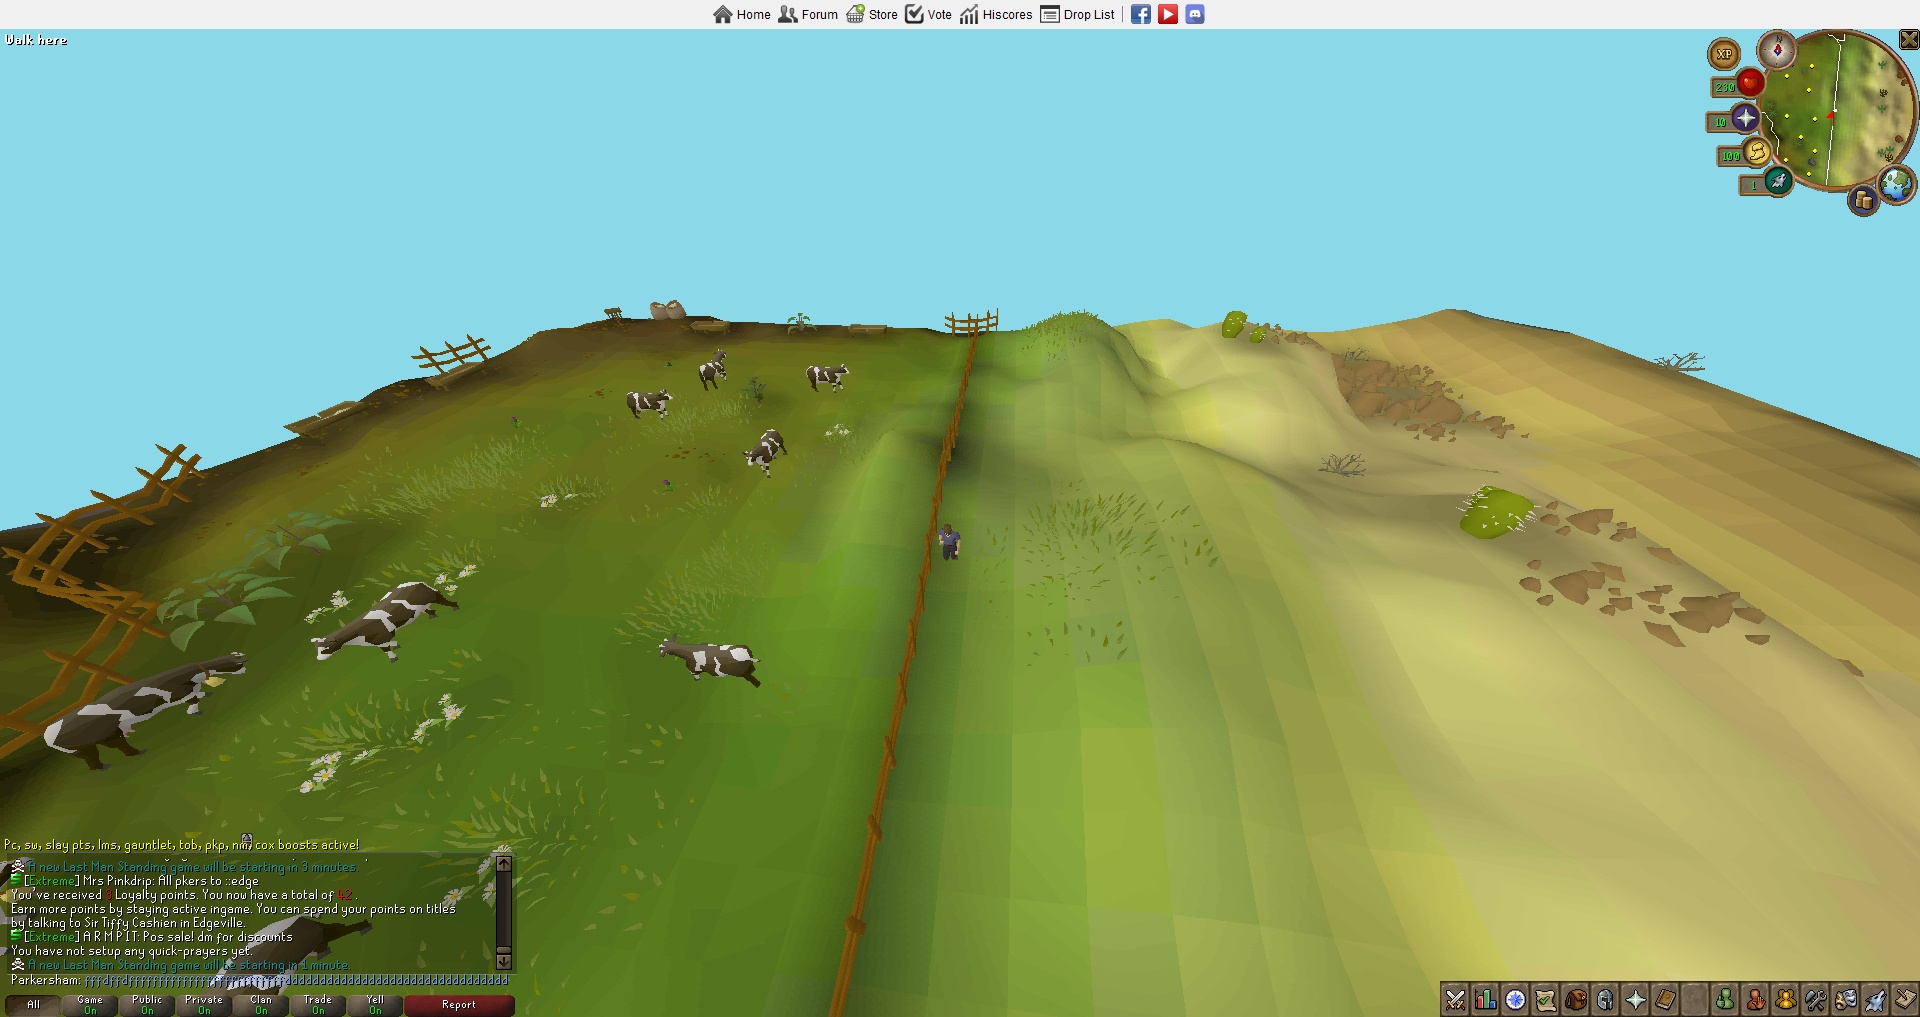 Home Forum Store Vote Hiscores Drop List
Walk here
XP
N
230
10
100
1
Pc, sw, slay pts, lms, gauntlet, tob, pkp, nm, cox boosts active!
A new Last Man Standing game will be starting in 3 minutes.
[Extreme] Mrs Pinkdrip: All pkers to ::edge
You've received 3 Loyalty points. You now have a total of 42.
Earn more points by staying active ingame. You can spend your points on titles
by talking to Sir Tiffy Cashien in Edgeville.
[Extreme] A R M P I T: Pos sale! dm for discounts
You have not setup any quick-prayers yet.
A new Last Man Standing game will be starting in 1 minute.
Parkersham:
All
Game On
Public On
Private On
Clan On
Trade On
Yell On
Report